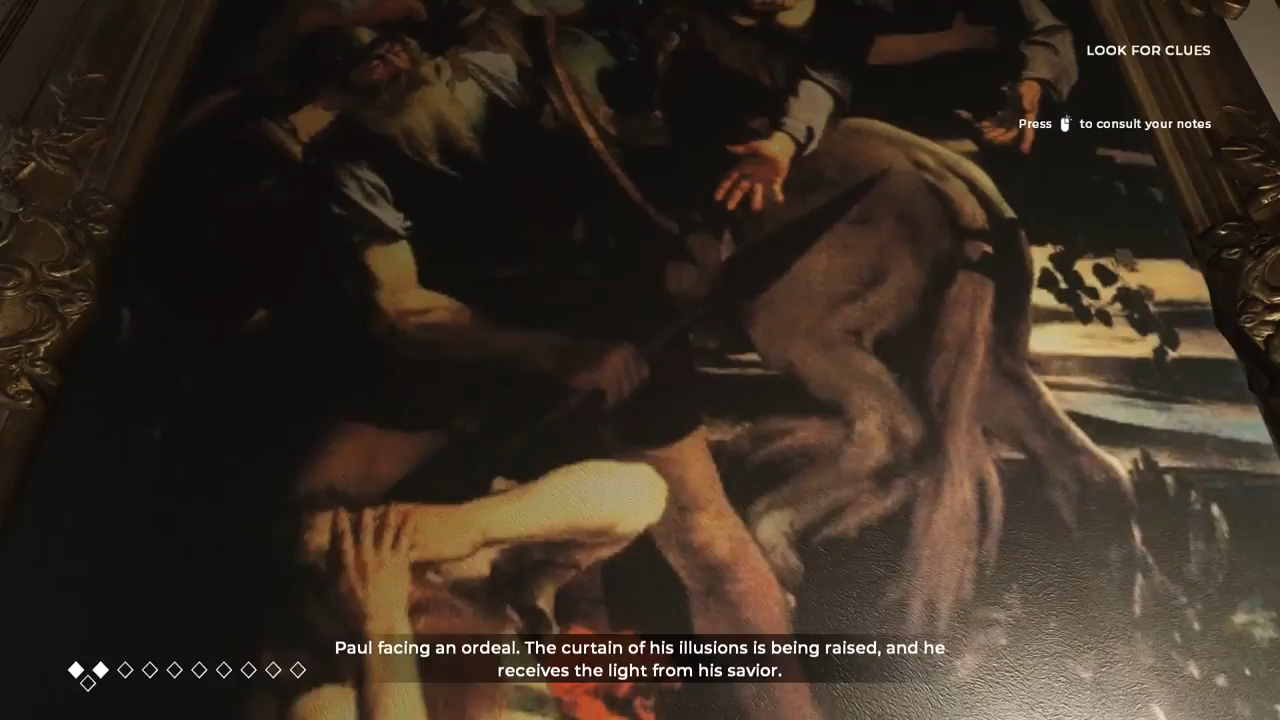 LOOK FOR CLUES
Press to consult your notes
Paul facing an ordeal. The curtain of his illusions is being raised, and he
receives the light from his savior.